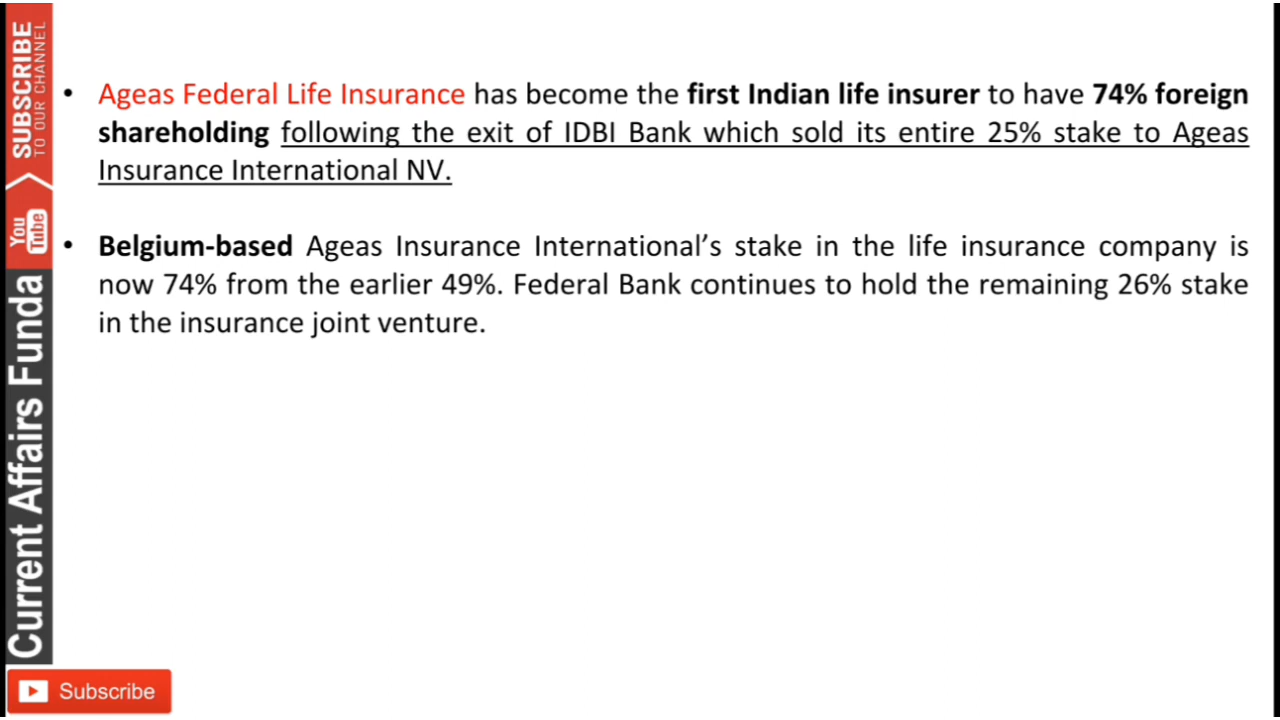 • Ageas Federal Life Insurance has become the first Indian life insurer to have 74% foreign
shareholding following the exit of IDBI Bank which sold its entire 25% stake to Ageas
Insurance International NV.
• Belgium-based Ageas Insurance International’s stake in the life insurance company is
now 74% from the earlier 49%. Federal Bank continues to hold the remaining 26% stake
in the insurance joint venture.
SUBSCRIBE
TO OUR CHANNEL
You
Tube
Current Affairs Funda
Subscribe